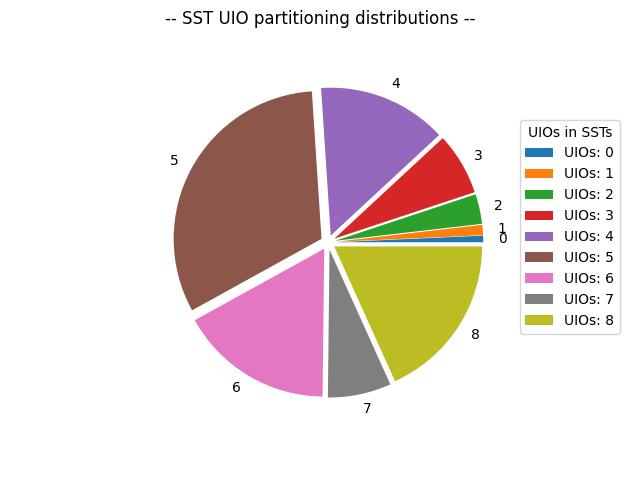 -- SST UIO partitioning distributions --
4
5
3
2
1
0
6
7
8
UIOs in SSTs
UIOs: 0
UIOs: 1
UIOs: 2
UIOs: 3
UIOs: 4
UIOs: 5
UIOs: 6
UIOs: 7
UIOs: 8